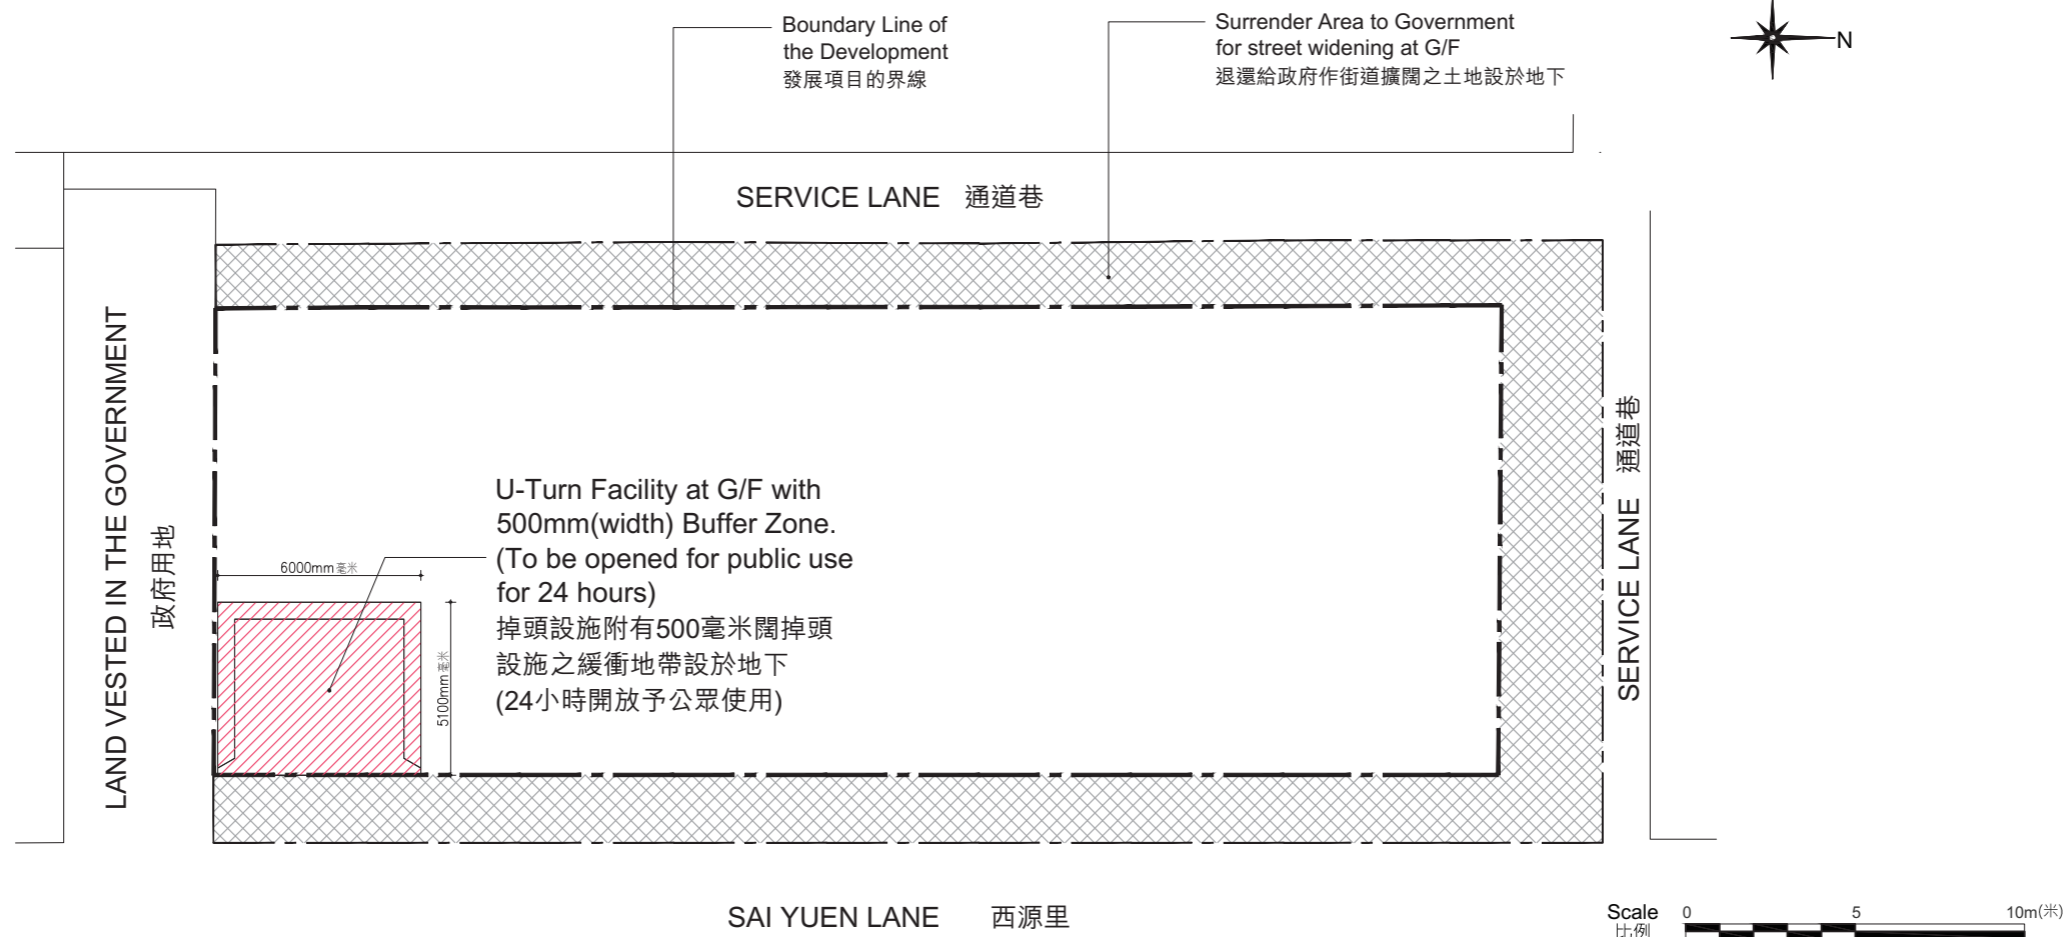 Boundary Line of
the Development
發展項目的界線
Surrender Area to Government
for street widening at G/F
退還給政府作街道擴闊之土地設於地下
N
SERVICE LANE 通道巷
LAND VESTED IN THE GOVERNMENT
政府用地
U-Turn Facility at G/F with
500mm(width) Buffer Zone.
(To be opened for public use
for 24 hours)
掉頭設施附有500毫米闊掉頭
設施之緩衝地帶設於地下
(24小時開放予公眾使用)
6000mm毫米
5100mm毫米
SERVICE LANE 通道巷
SAI YUEN LANE 西源里
Scale
比例
0 5 10m(米)